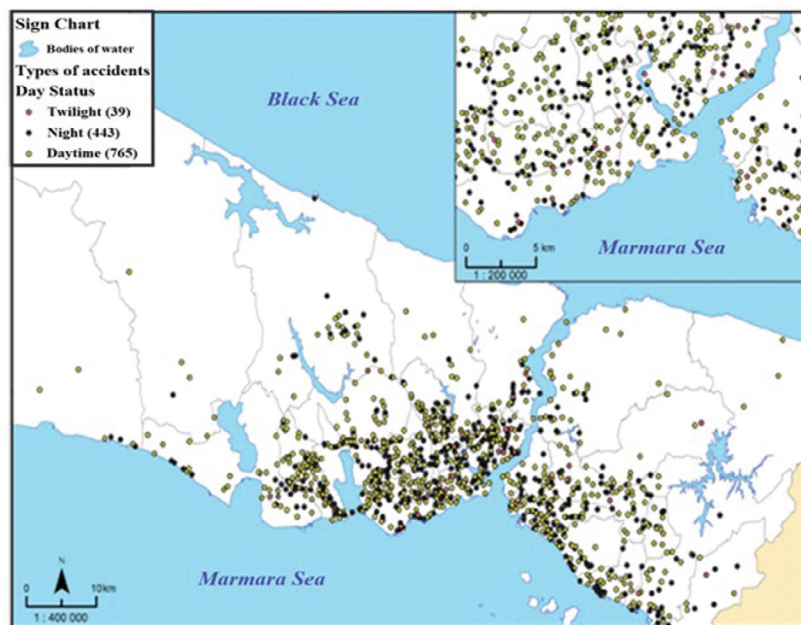 Sign Chart
Bodies of water
Types of accidents
Day Status
Twilight (39)
Night (443)
Daytime (765)
Black Sea
0 5 km
1 : 200 000
Marmara Sea
N
0 10km
1 : 400 000
Marmara Sea